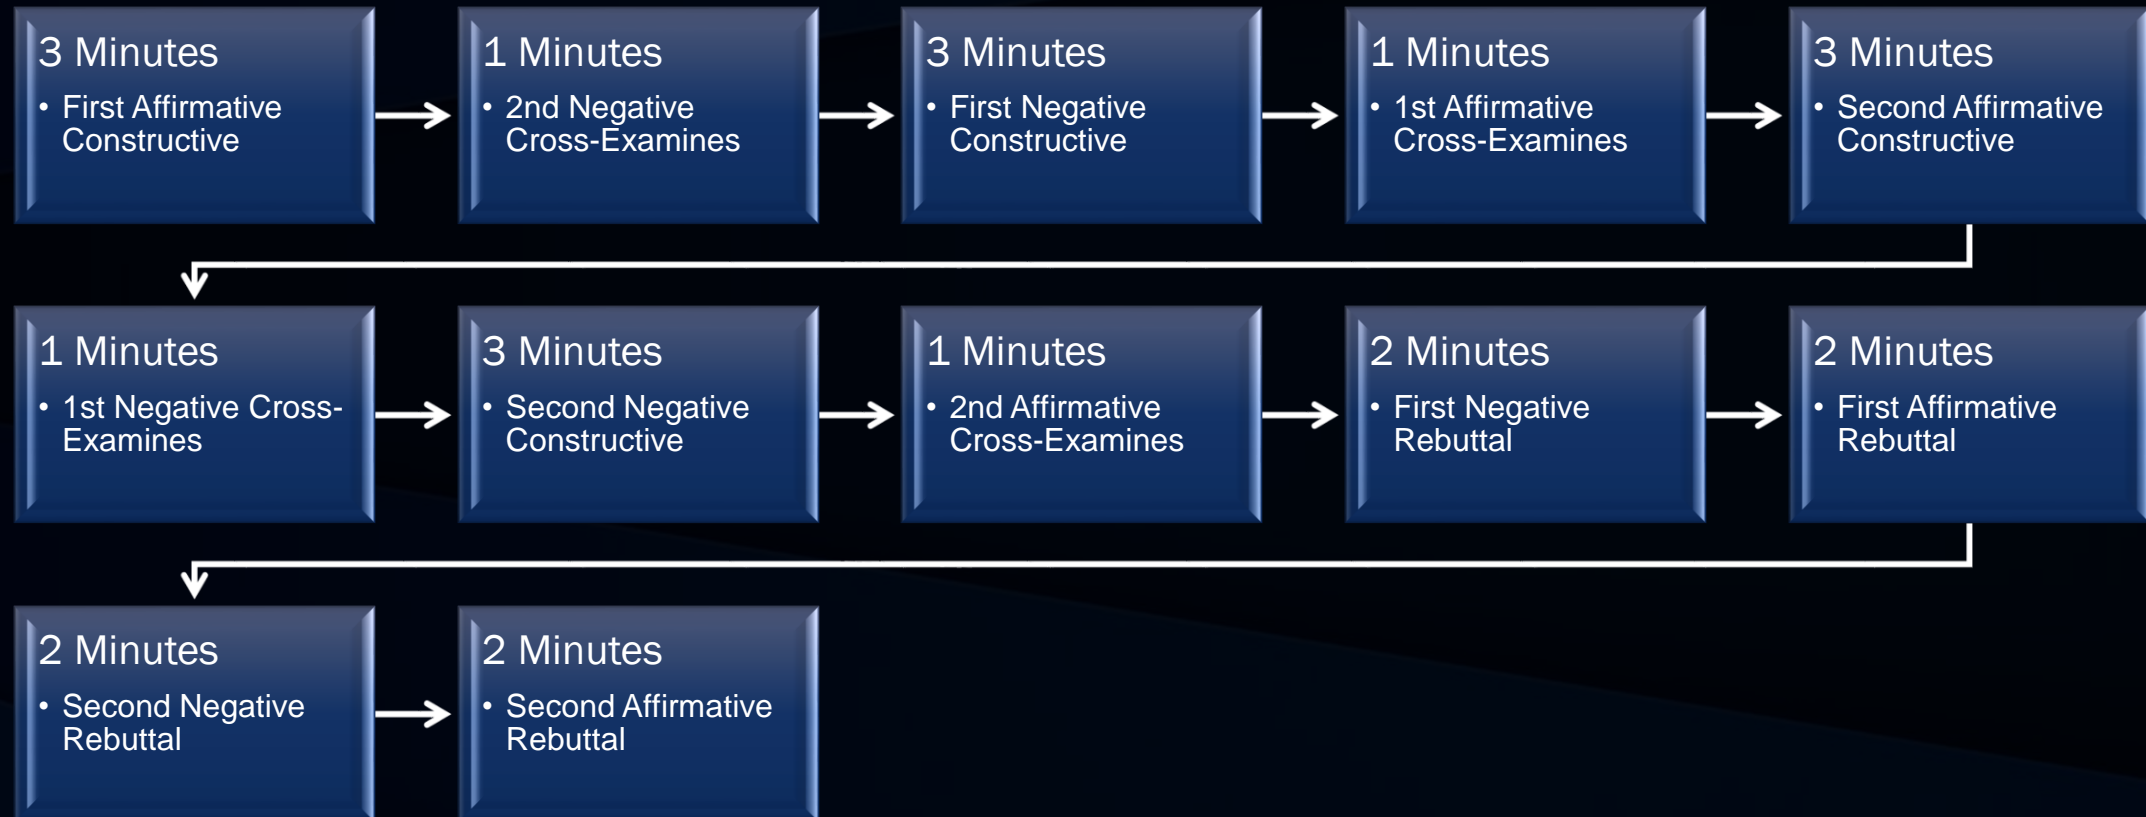 3 Minutes
• First Affirmative
Constructive
1 Minutes
• 2nd Negative
Cross-Examines
3 Minutes
• First Negative
Constructive
1 Minutes
• 1st Affirmative
Cross-Examines
3 Minutes
• Second Affirmative
Constructive
1 Minutes
• 1st Negative Cross-
Examines
3 Minutes
• Second Negative
Constructive
1 Minutes
• 2nd Affirmative
Cross-Examines
2 Minutes
• First Negative
Rebuttal
2 Minutes
• First Affirmative
Rebuttal
2 Minutes
• Second Negative
Rebuttal
2 Minutes
• Second Affirmative
Rebuttal